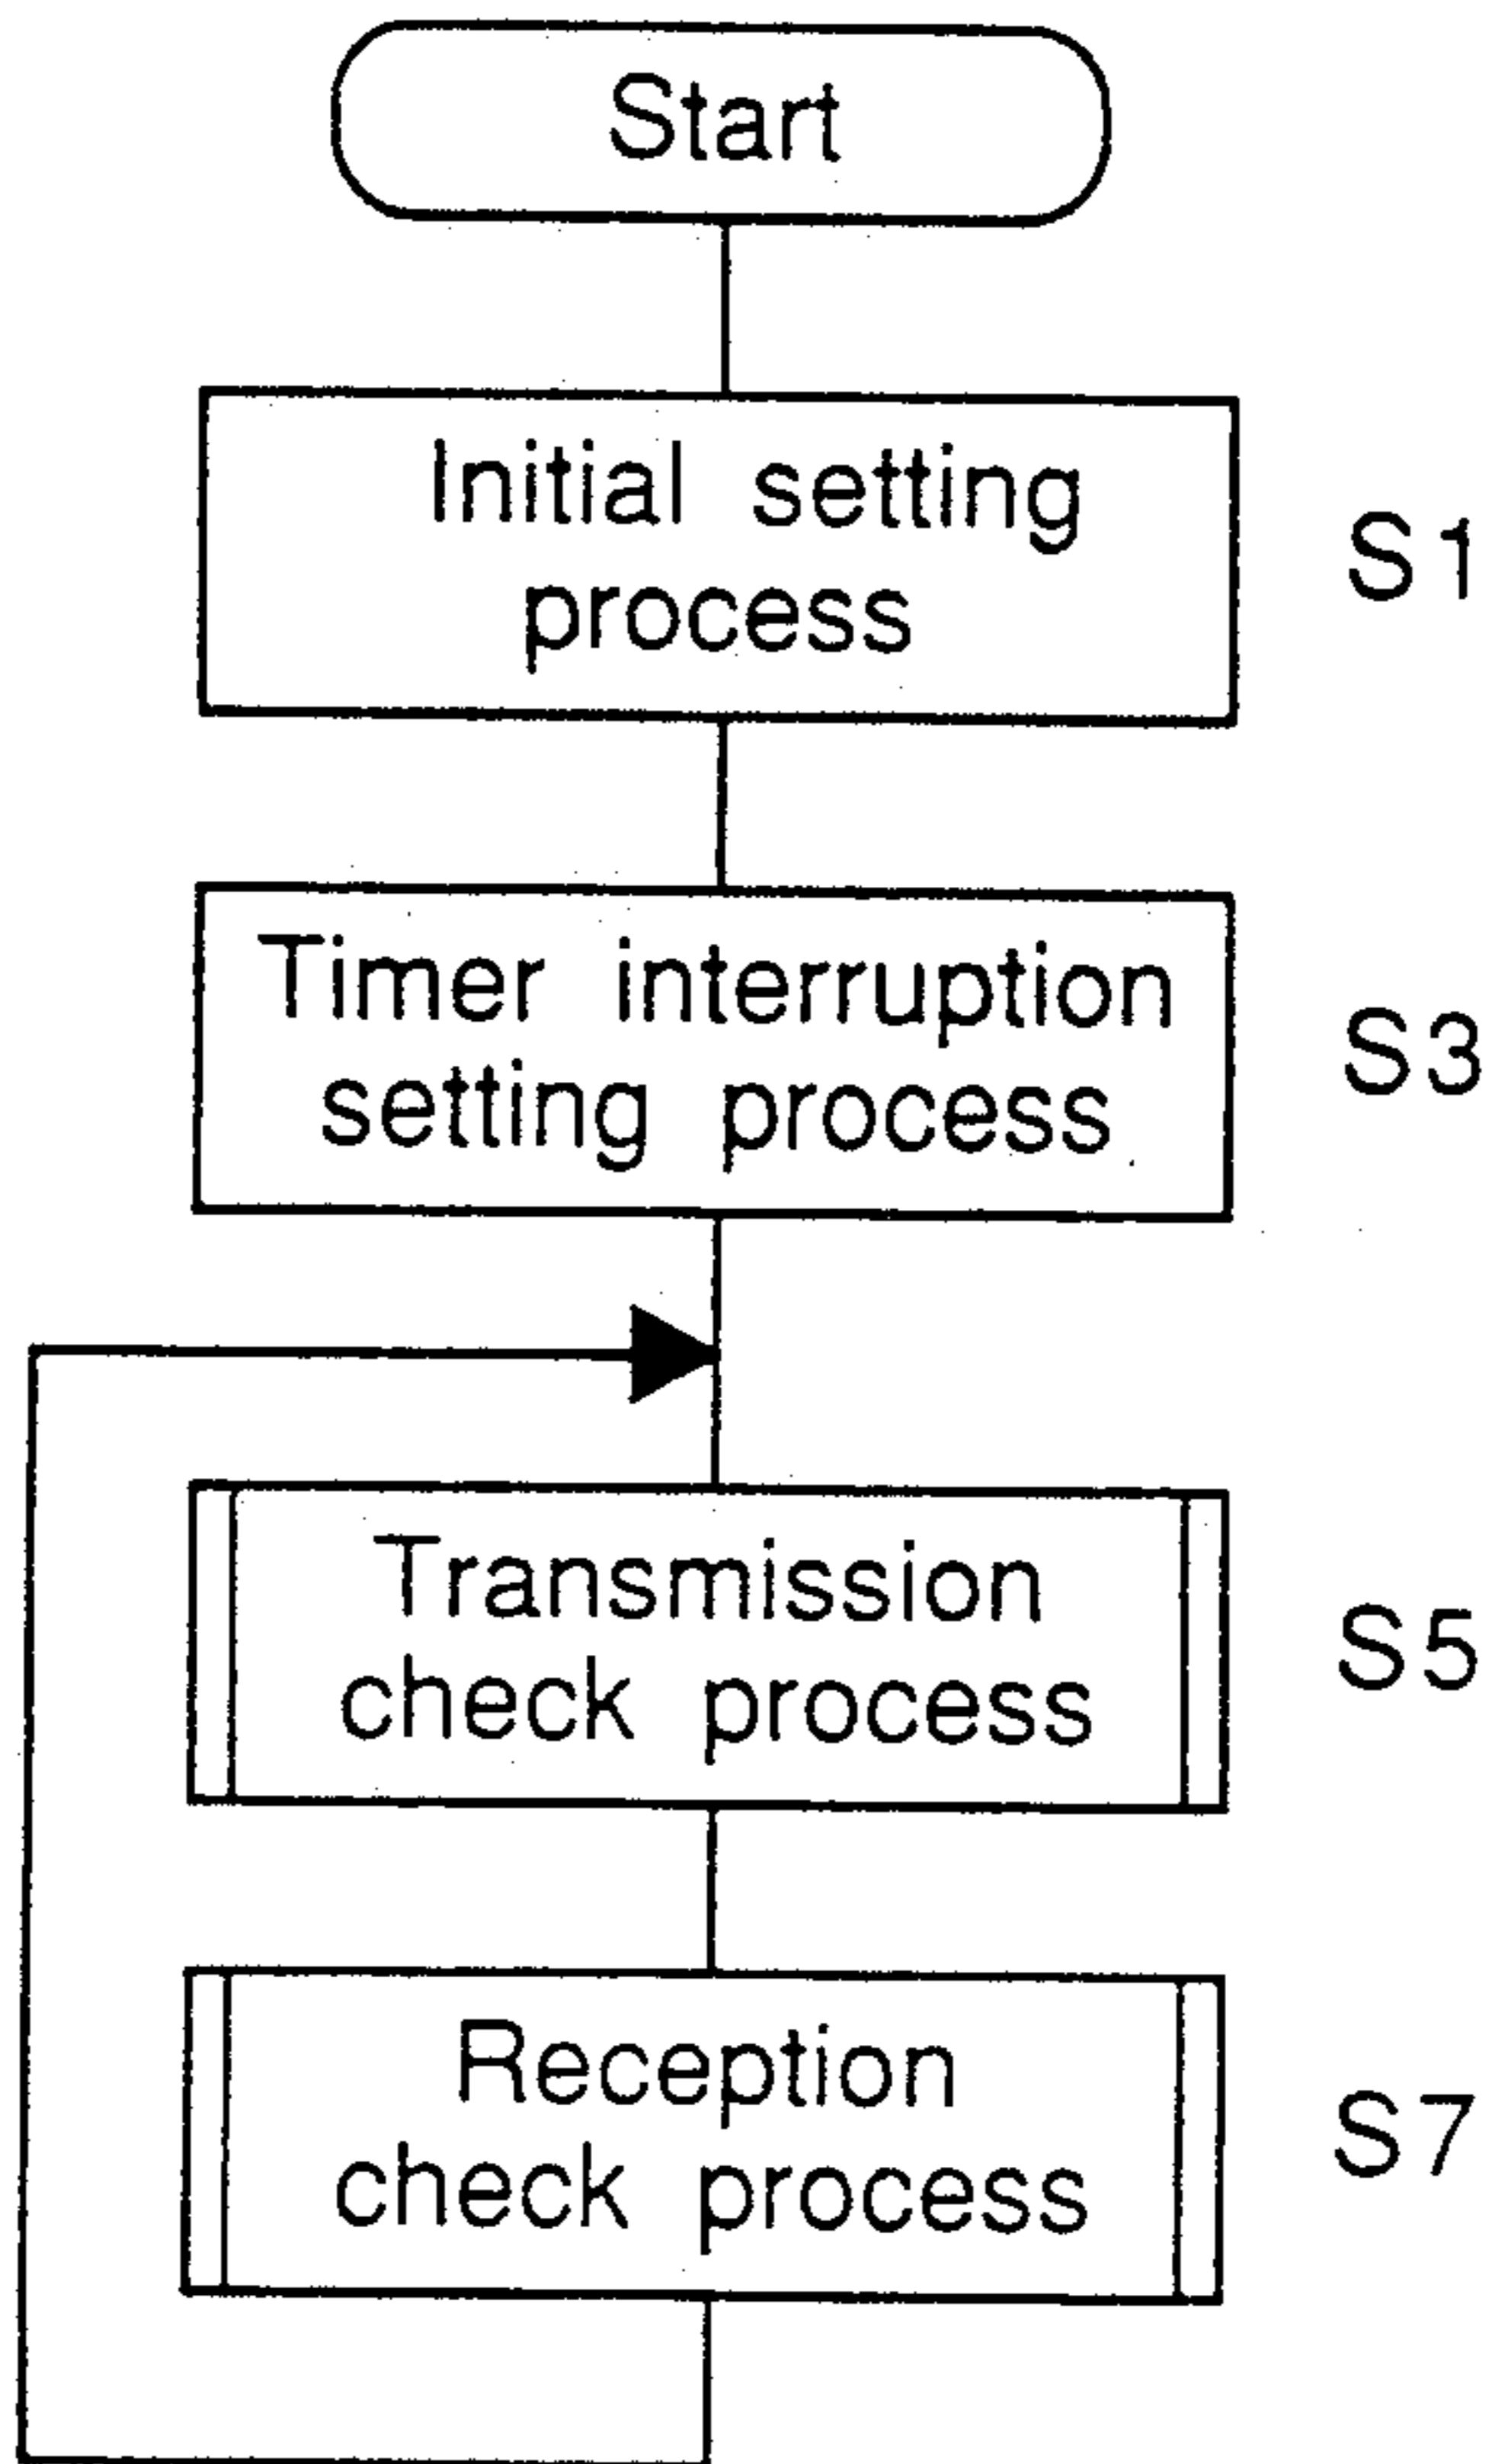 Start
Initial setting
process
S1
Timer interruption
setting process
S3
Transmission
check process
S5
Reception
check process
S7